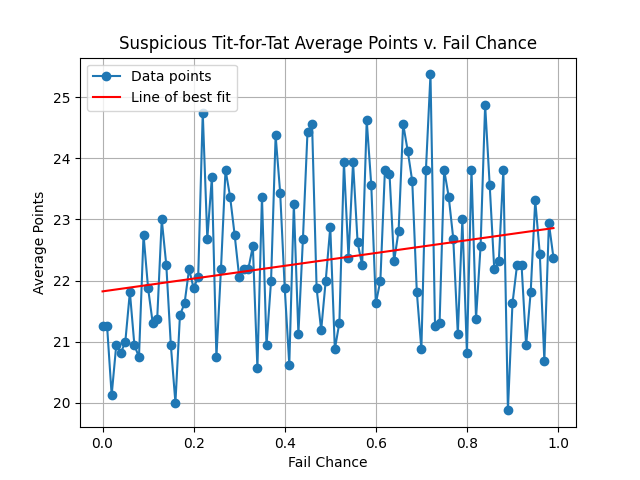 Suspicious Tit-for-Tat Average Points v. Fail Chance
Data points
Line of best fit
25
24
23
22
21
20
Average Points
0.0 0.2 0.4 0.6 0.8 1.0
Fail Chance